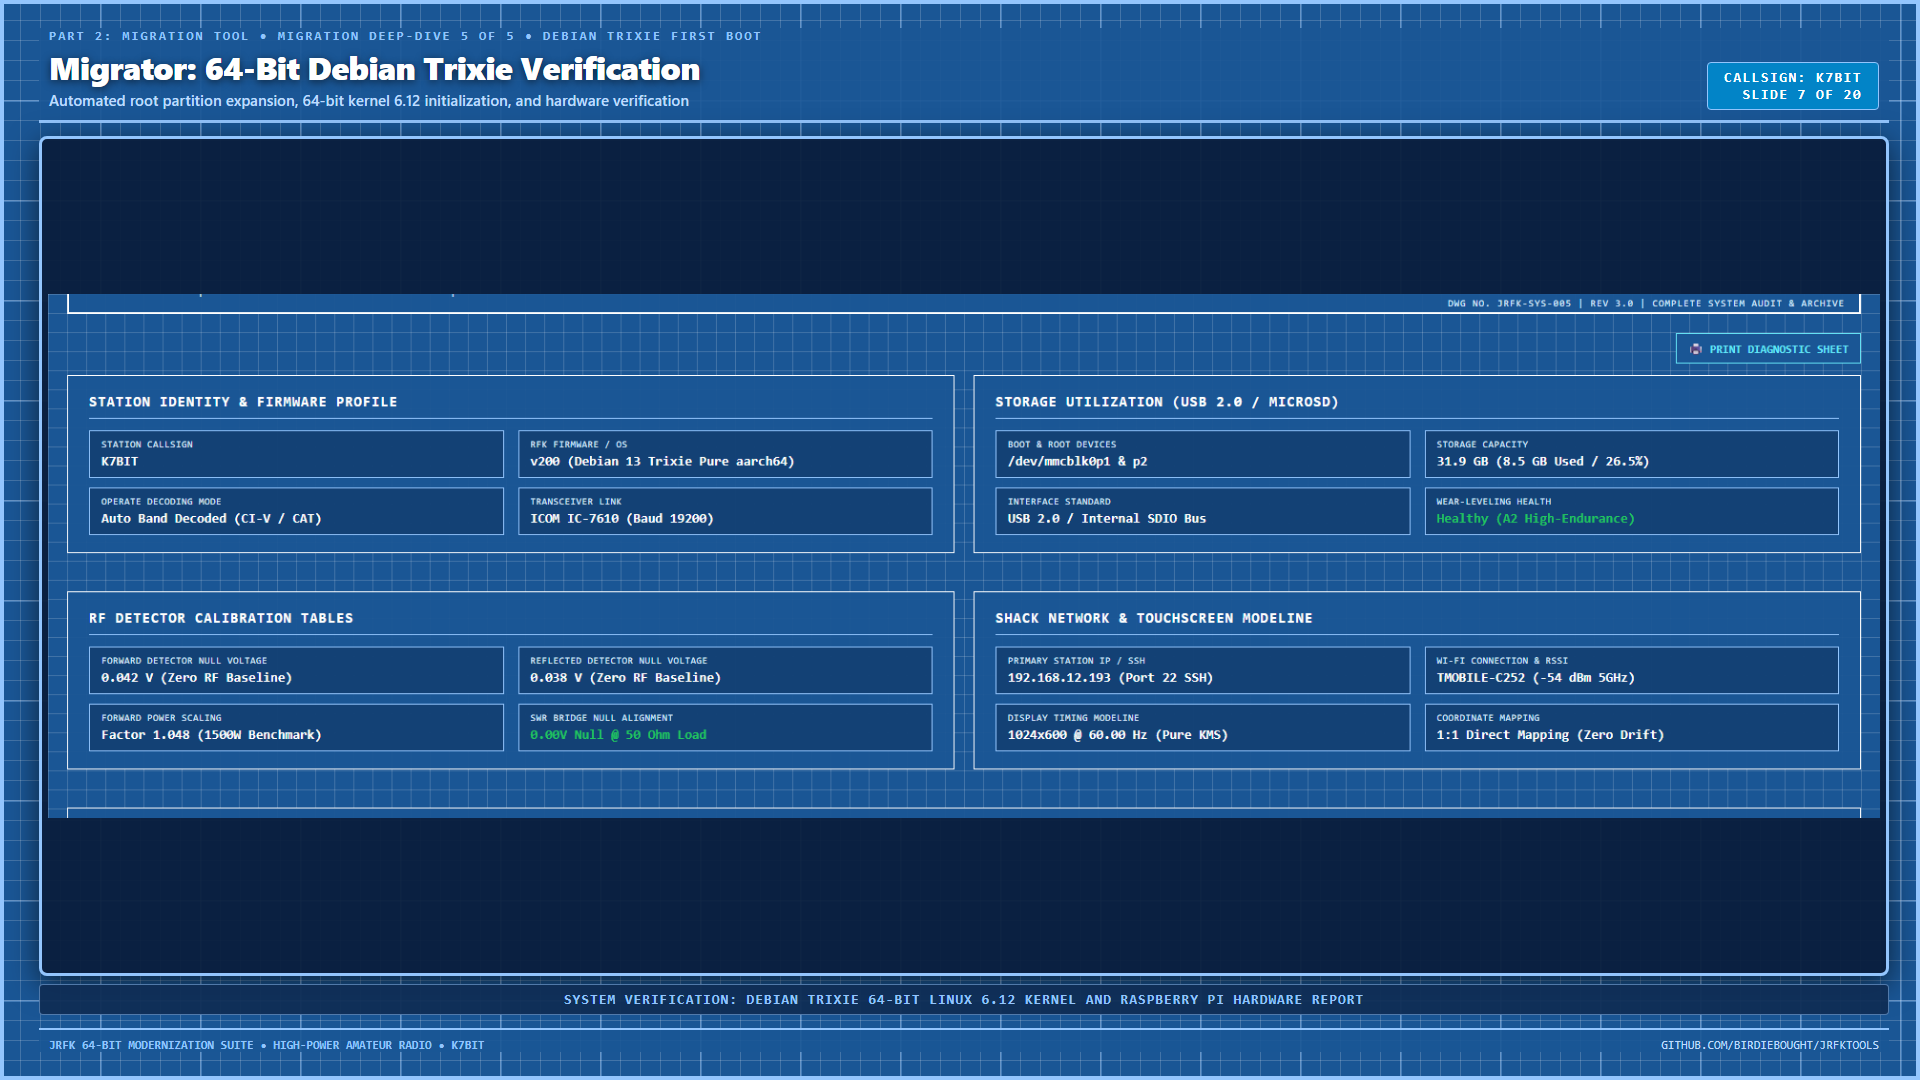 PART 2: MIGRATION TOOL • MIGRATION DEEP-DIVE 5 OF 5 • DEBIAN TRIXIE FIRST BOOT
Migrator: 64-Bit Debian Trixie Verification
Automated root partition expansion, 64-bit kernel 6.12 initialization, and hardware verification
CALLSIGN: K7BIT
SLIDE 7 OF 20
DWG NO. JRFK-SYS-005 | REV 3.0 | COMPLETE SYSTEM AUDIT & ARCHIVE
PRINT DIAGNOSTIC SHEET
STATION IDENTITY & FIRMWARE PROFILE
STATION CALLSIGN
K7BIT
RFK FIRMWARE / OS
v200 (Debian 13 Trixie Pure aarch64)
OPERATE DECODING MODE
Auto Band Decoded (CI-V / CAT)
TRANSCEIVER LINK
ICOM IC-7610 (Baud 19200)
STORAGE UTILIZATION (USB 2.0 / MICROSD)
BOOT & ROOT DEVICES
/dev/mmcblk0p1 & p2
STORAGE CAPACITY
31.9 GB (8.5 GB Used / 26.5%)
INTERFACE STANDARD
USB 2.0 / Internal SDIO Bus
WEAR-LEVELING HEALTH
Healthy (A2 High-Endurance)
RF DETECTOR CALIBRATION TABLES
FORWARD DETECTOR NULL VOLTAGE
0.042 V (Zero RF Baseline)
REFLECTED DETECTOR NULL VOLTAGE
0.038 V (Zero RF Baseline)
FORWARD POWER SCALING
Factor 1.048 (1500W Benchmark)
SWR BRIDGE NULL ALIGNMENT
0.00V Null @ 50 Ohm Load
SHACK NETWORK & TOUCHSCREEN MODELINE
PRIMARY STATION IP / SSH
192.168.12.193 (Port 22 SSH)
WI-FI CONNECTION & RSSI
TMOBILE-C252 (-54 dBm 5GHz)
DISPLAY TIMING MODELINE
1024x600 @ 60.00 Hz (Pure KMS)
COORDINATE MAPPING
1:1 Direct Mapping (Zero Drift)
SYSTEM VERIFICATION: DEBIAN TRIXIE 64-BIT LINUX 6.12 KERNEL AND RASPBERRY PI HARDWARE REPORT
JRFK 64-BIT MODERNIZATION SUITE • HIGH-POWER AMATEUR RADIO • K7BIT
GITHUB.COM/BIRDIEBOUGHT/JRFKTOOLS